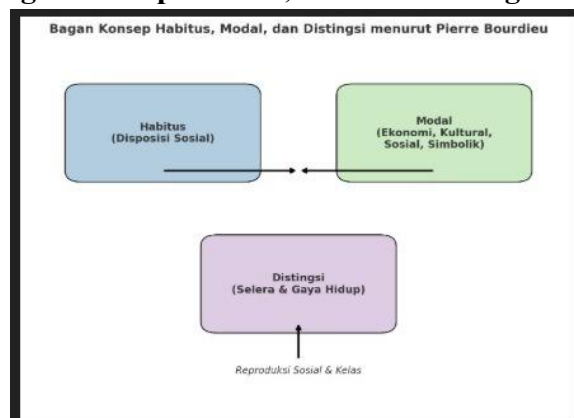 Bagan Konsep Habitus, Modal, dan Distingsi menurut Pierre Bourdieu
Habitus
(Disposisi Sosial)
Modal
(Ekonomi, Kultural,
Sosial, Simbolik)
Distingsi
(Selera & Gaya Hidup)
Reproduksi Sosial & Kelas